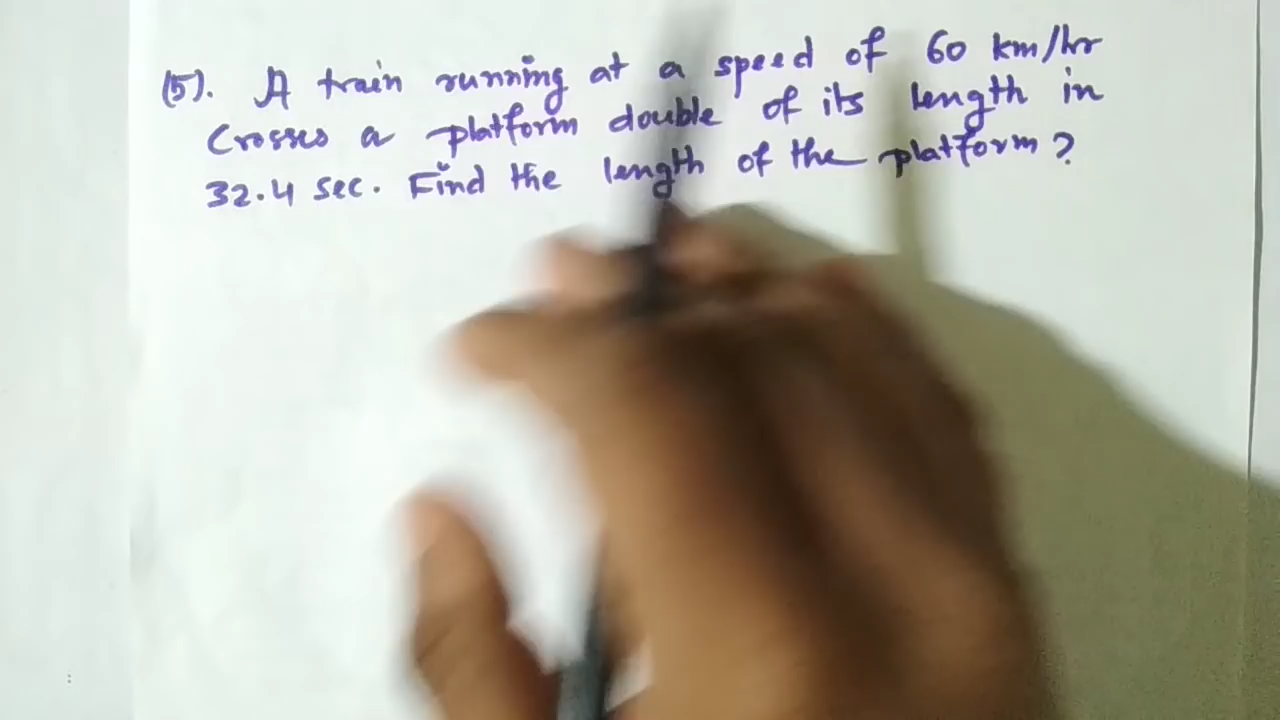 (5). A train running at a speed of 60 km/hr
Crosses a platform double of its length in
32.4 sec. Find the length of the platform?